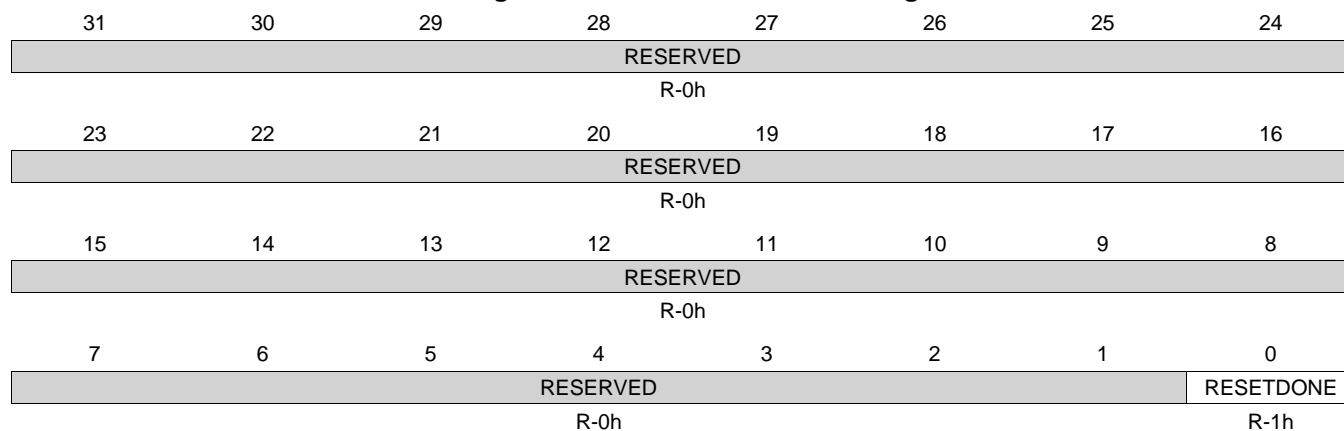 31 30 29 28 27 26 25 24
RESERVED
R-0h
23 22 21 20 19 18 17 16
RESERVED
R-0h
15 14 13 12 11 10 9 8
RESERVED
R-0h
7 6 5 4 3 2 1 0
RESERVED RESETDONE
R-0h R-1h